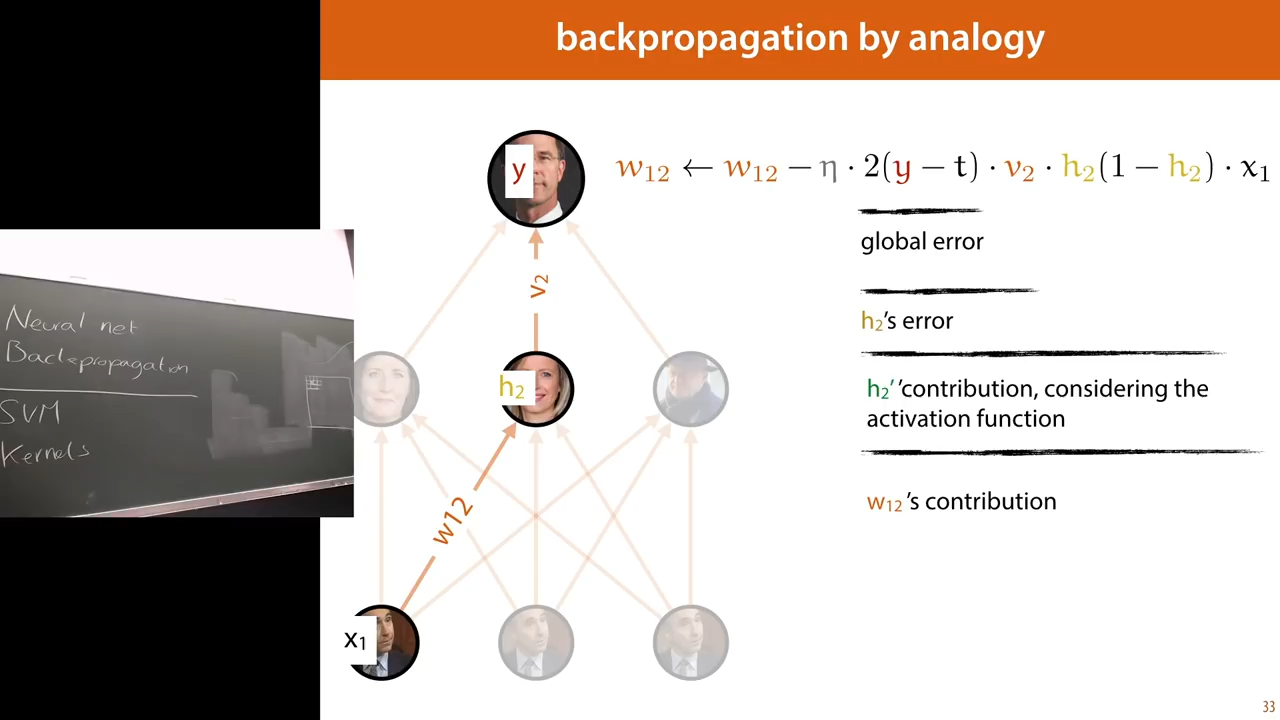 backpropagation by analogy
y
w12 ← w12 − η · 2(y − t) · v2 · h2(1 − h2) · x1
global error
v2
h2's error
h2
h2' 'contribution, considering the
activation function
w12
w12 's contribution
x1
33
Neural net
Backpropagation
SVM
Kernels